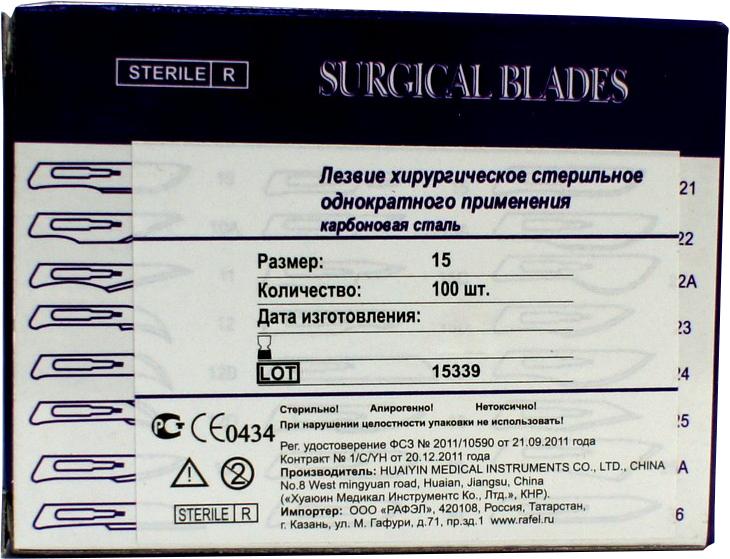 STERILE R
SURGICAL BLADES
Лезвие хирургическое стерильное
однократного применения
карбоновая сталь
21
22
2A
23
24
25
A
6
Размер: 15
Количество: 100 шт.
Дата изготовления:
LOT 15339
Стерильно! Апирогенно! Нетоксично!
При нарушении целостности упаковки не использовать!
РСТ CE0434
Рег. удостоверение ФСЗ № 2011/10590 от 21.09.2011 года
Контракт № 1/С/YH от 20.12.2011 года
Производитель: HUAIYIN MEDICAL INSTRUMENTS CO., LTD., CHINA
No.8 West mingyuan road, Huaian, Jiangsu, China
(«Хуаюин Медикал Инструментс Ко., Лтд.», КНР).
2
STERILE R
Импортер: ООО «РАФЭЛ», 420108, Россия, Татарстан,
г. Казань, ул. М. Гафури, д.71, пр.зд.1 www.rafel.ru